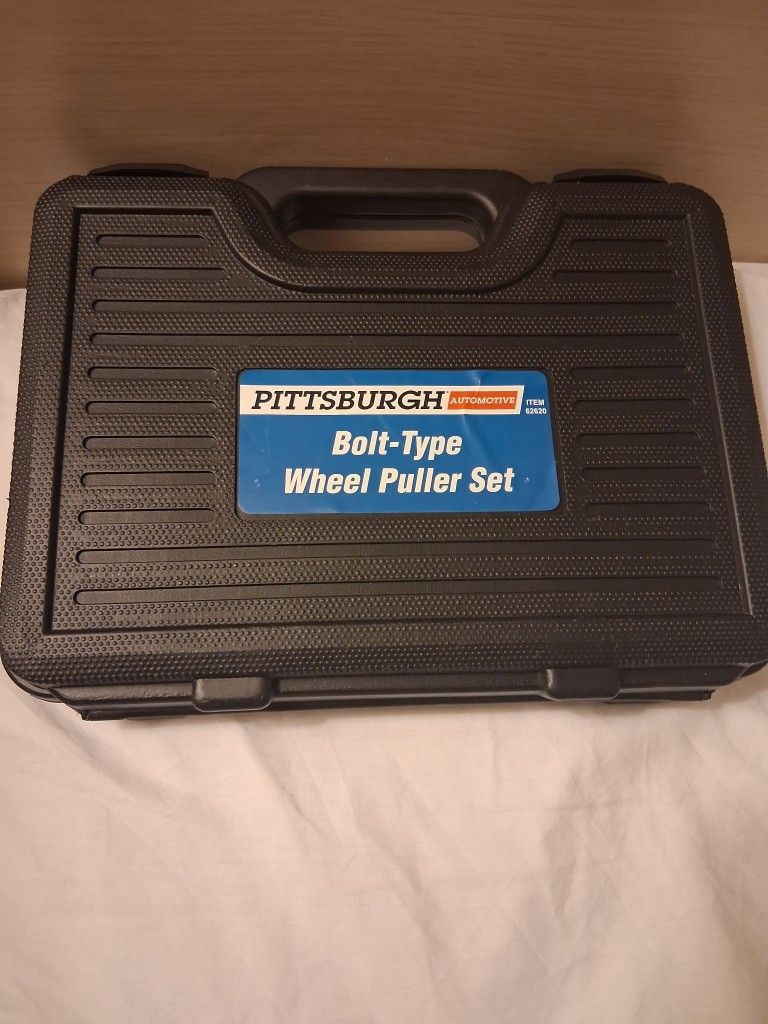 PITTSBURGH AUTOMOTIVE
ITEM
62620
Bolt-Type
Wheel Puller Set